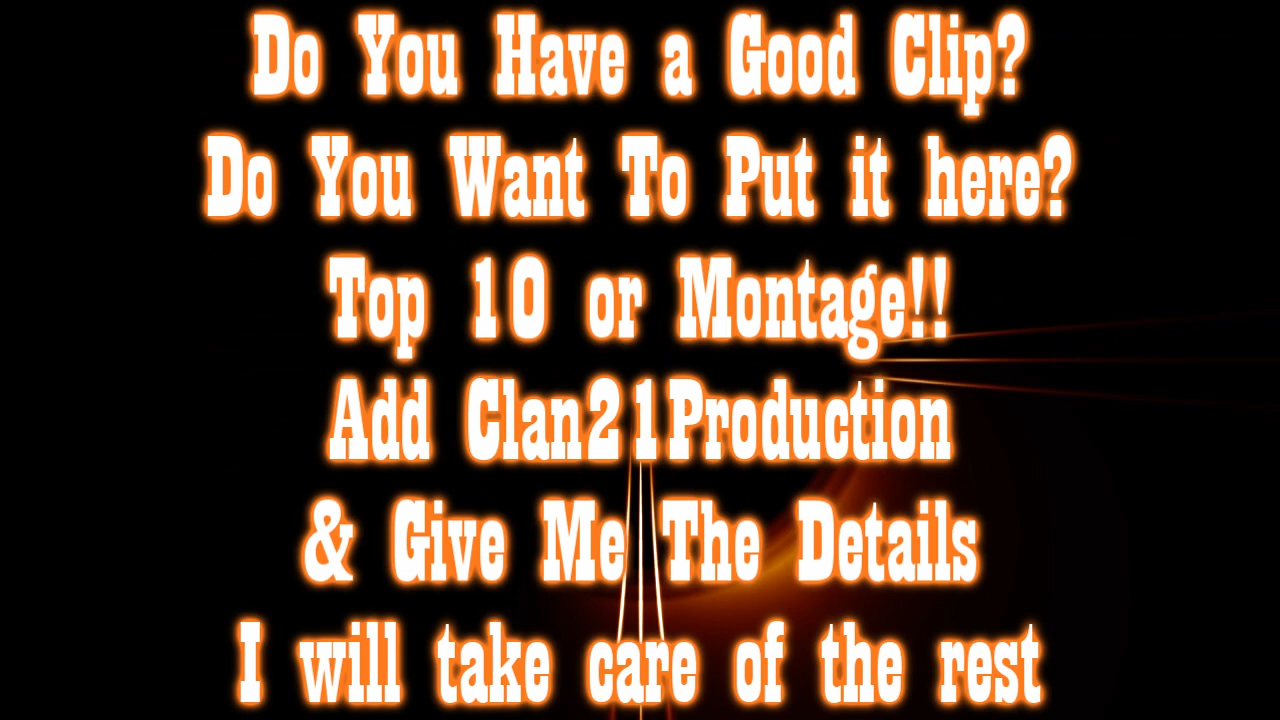 Do You Have a Good Clip?
Do You Want To Put it here?
Top 10 or Montage!!
Add Clan21Production
& Give Me The Details
I will take care of the rest